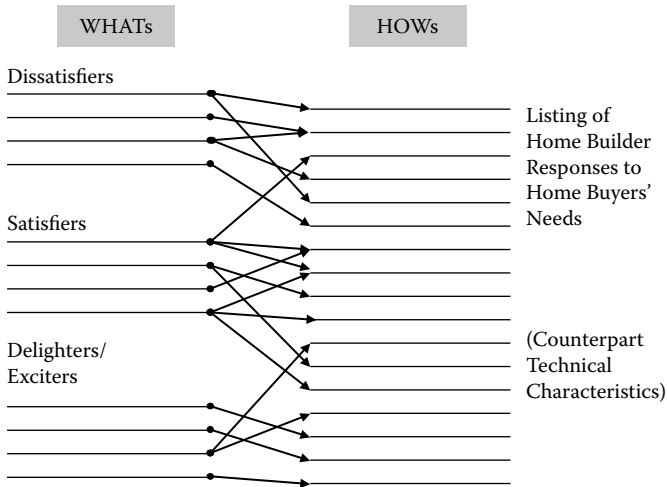 WHATs
HOWs
Dissatisfiers
Listing of
Home Builder
Responses to
Home Buyers’
Needs
Satisfiers
Delighters/
Exciters
(Counterpart
Technical
Characteristics)